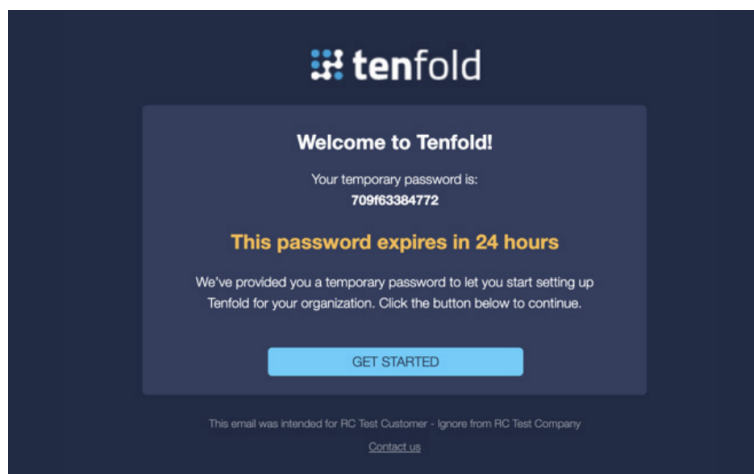 tenfold
Welcome to Tenfold!
Your temporary password is:
709f63384772
This password expires in 24 hours
We've provided you a temporary password to let you start setting up
Tenfold for your organization. Click the button below to continue.
GET STARTED
This email was intended for RC Test Customer - Ignore from RC Test Company
Contact us